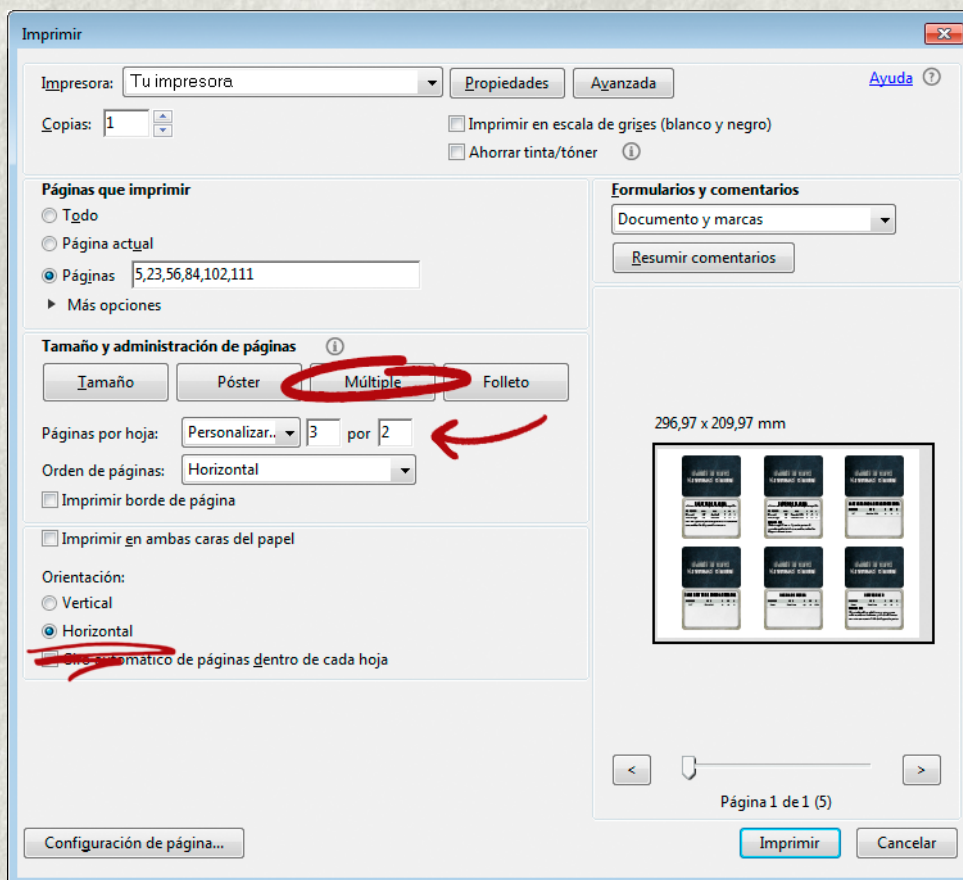 Imprimir
Impresora: Tu impresora Propiedades Avanzada Ayuda
Copias: 1 Imprimir en escala de grises (blanco y negro)
Ahorrar tinta/tóner
Páginas que imprimir
Todo
Página actual
Páginas 5,23,56,84,102,111
Más opciones
Formularios y comentarios
Documento y marcas
Resumir comentarios
Tamaño y administración de páginas
Tamaño Póster Múltiple Folleto
Páginas por hoja: Personalizar.. 3 por 2
Orden de páginas: Horizontal
Imprimir borde de página
Imprimir en ambas caras del papel
Orientación:
Vertical
Horizontal
Giro automático de páginas dentro de cada hoja
296,97 x 209,97 mm
< >
Página 1 de 1 (5)
Configuración de página... Imprimir Cancelar